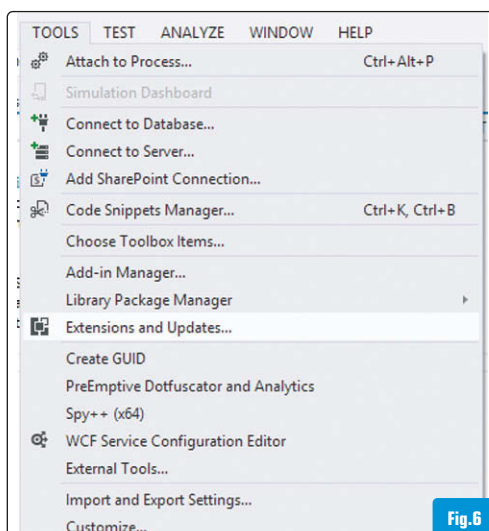 TOOLS TEST ANALYZE WINDOW HELP
Attach to Process... Ctrl+Alt+P
Simulation Dashboard
Connect to Database...
Connect to Server...
Add SharePoint Connection...
Code Snippets Manager... Ctrl+K, Ctrl+B
Choose Toolbox Items...
Add-in Manager...
Library Package Manager
Extensions and Updates...
Create GUID
PreEmptive Dotfuscator and Analytics
Spy++ (x64)
WCF Service Configuration Editor
External Tools...
Import and Export Settings...
Customize...
Fig.6